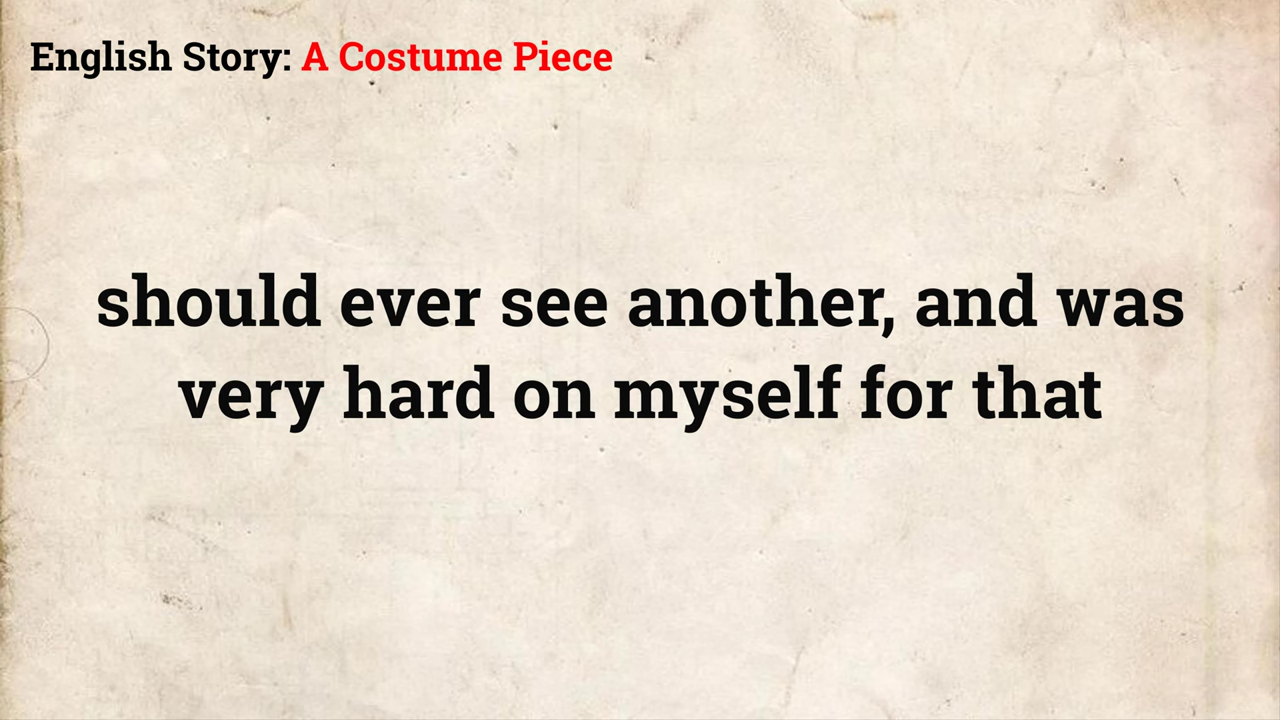 English Story: A Costume Piece
should ever see another, and was
very hard on myself for that